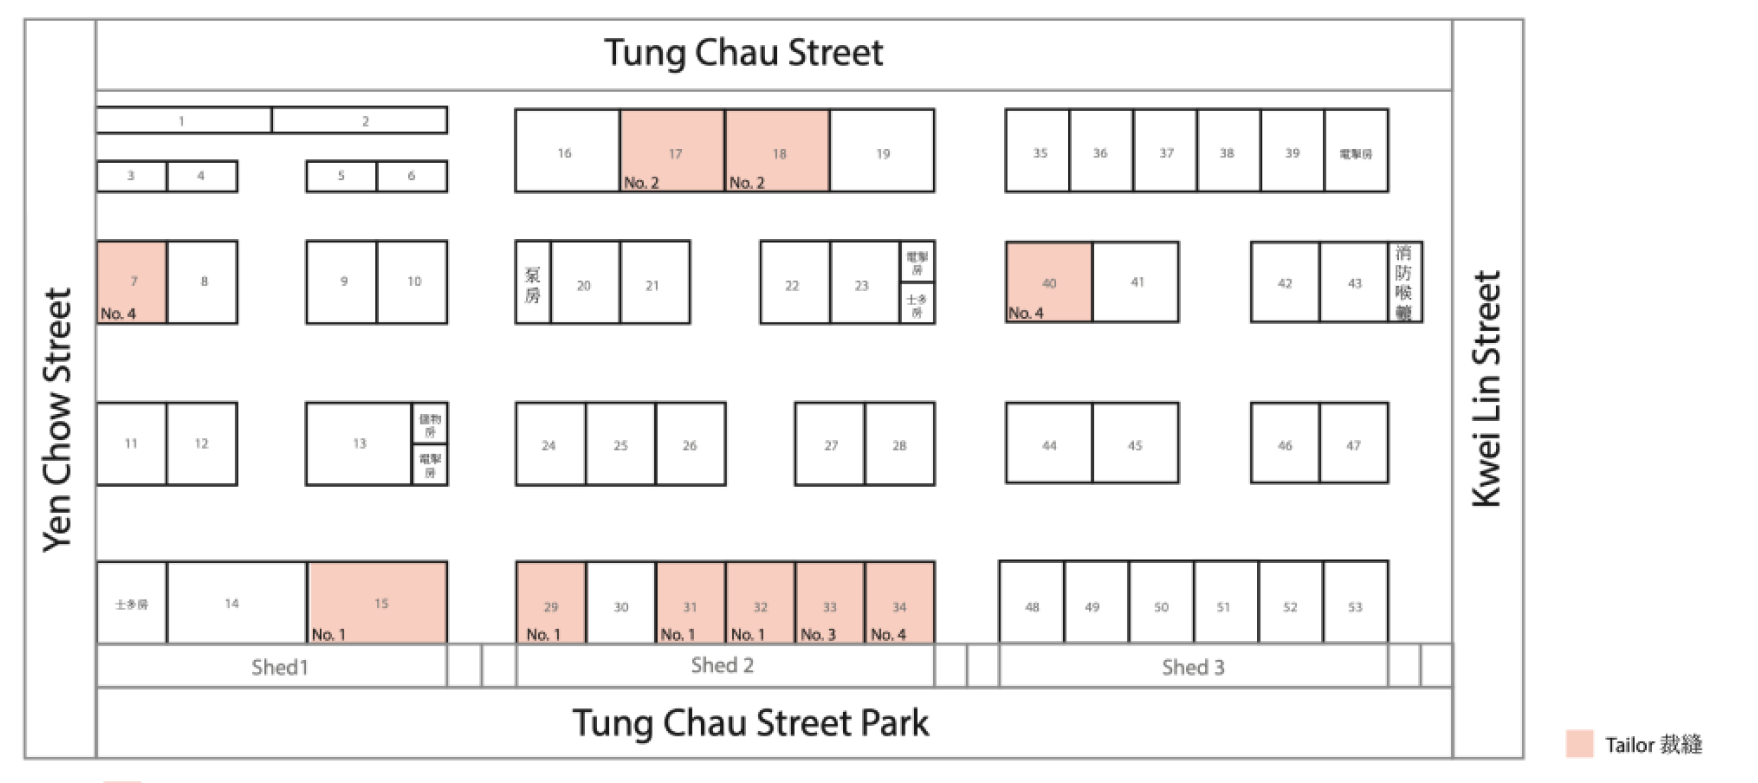 Tung Chau Street
1 2
16 17 18 19
No. 2 No. 2
35 36 37 38 39 電掣房
3 4 5 6
7 8 9 10
No. 4
泵房 20 21 22 23 電掣房
士多房
40 41 42 43 消防喉轆
No. 4
Yen Chow Street
Kwei Lin Street
11 12 13 儲物房
電掣房
24 25 26 27 28
44 45 46 47
士多房 14 15
No. 1
29 30 31 32 33 34
No. 1 No. 1 No. 1 No. 3 No. 4
48 49 50 51 52 53
Shed1 Shed 2 Shed 3
Tung Chau Street Park
Tailor 裁縫